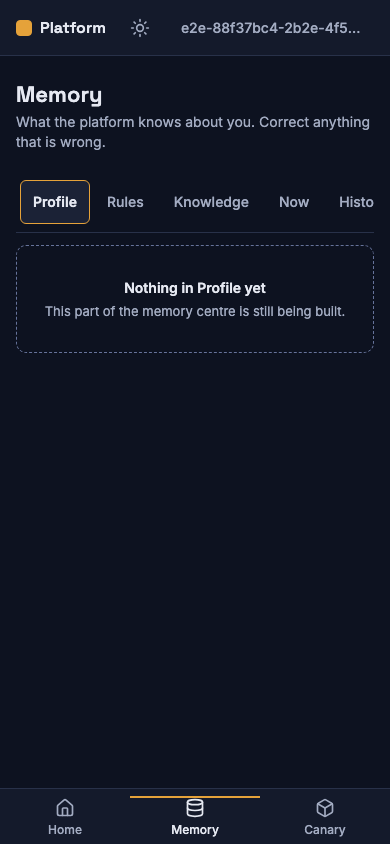 Platform
e2e-88f37bc4-2b2e-4f5...
Memory
What the platform knows about you. Correct anything
that is wrong.
Profile
Rules
Knowledge
Now
Histo
Nothing in Profile yet
This part of the memory centre is still being built.
Home
Memory
Canary